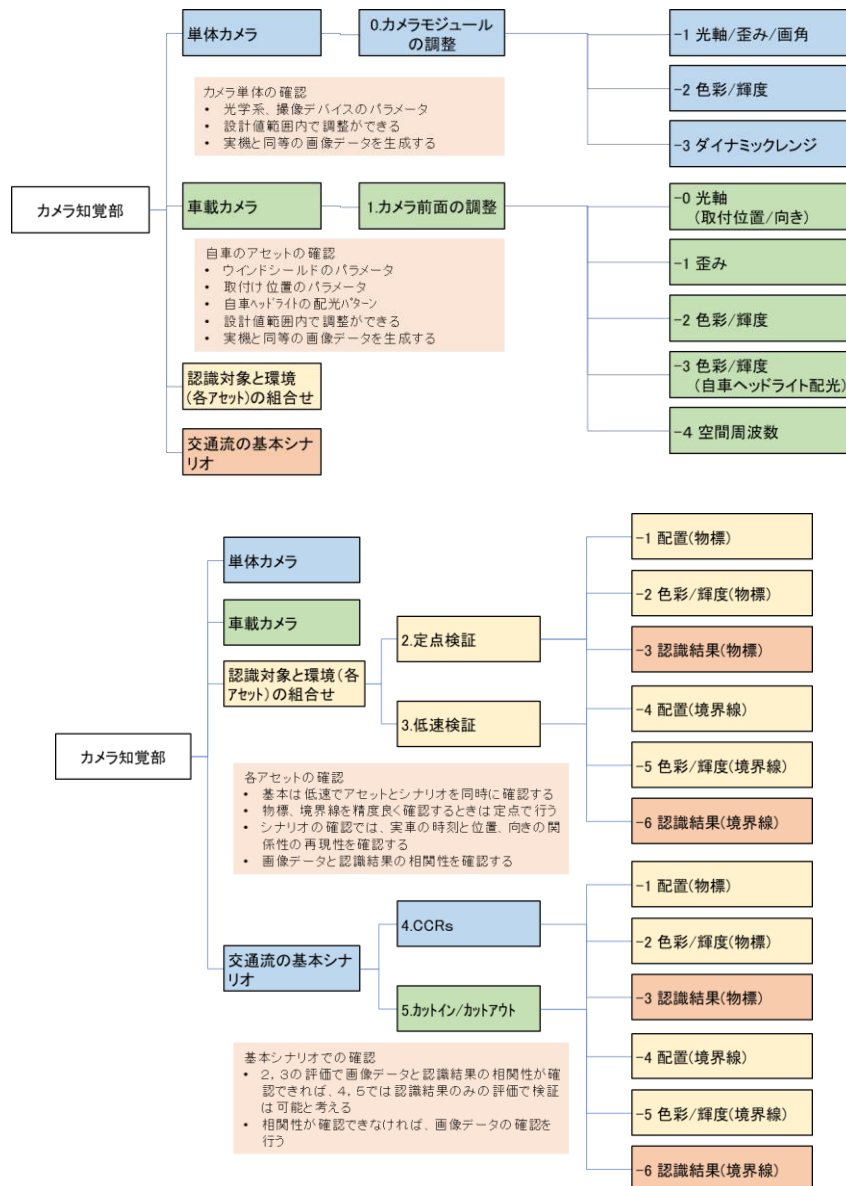 単体カメラ
0.カメラモジュール
の調整
-1 光軸/歪み/画角
-2 色彩/輝度
-3 ダイナミックレンジ
カメラ単体の確認
• 光学系、撮像デバイスのパラメータ
• 設計値範囲内で調整ができる
• 実機と同等の画像データを生成する
カメラ知覚部
車載カメラ
1.カメラ前面の調整
-0 光軸
(取付位置/向き)
-1 歪み
-2 色彩/輝度
-3 色彩/輝度
(自車ヘッドライト配光)
-4 空間周波数
自車のアセットの確認
• ウインドシールドのパラメータ
• 取付け位置のパラメータ
• 自車ヘッドライトの配光パターン
• 設計値範囲内で調整ができる
• 実機と同等の画像データを生成する
認識対象と環境
(各アセット)の組合せ
交通流の基本シナ
リオ
単体カメラ
車載カメラ
認識対象と環境(各
アセット)の組合せ
2.定点検証
3.低速検証
-1 配置(物標)
-2 色彩/輝度(物標)
-3 認識結果(物標)
-4 配置(境界線)
-5 色彩/輝度(境界線)
-6 認識結果(境界線)
カメラ知覚部
各アセットの確認
• 基本は低速でアセットとシナリオを同時に確認する
• 物標、境界線を精度良く確認するときは定点で行う
• シナリオの確認では、実車の時刻と位置、向きの関
係性の再現性を確認する
• 画像データと認識結果の相関性を確認する
交通流の基本シナ
リオ
4.CCRs
5.カットイン/カットアウト
-1 配置(物標)
-2 色彩/輝度(物標)
-3 認識結果(物標)
-4 配置(境界線)
-5 色彩/輝度(境界線)
-6 認識結果(境界線)
基本シナリオでの確認
• 2,3の評価で画像データと認識結果の相関性が確
認できれば、4,5では認識結果のみの評価で検証
は可能と考える
• 相関性が確認できなければ、画像データの確認を
行う